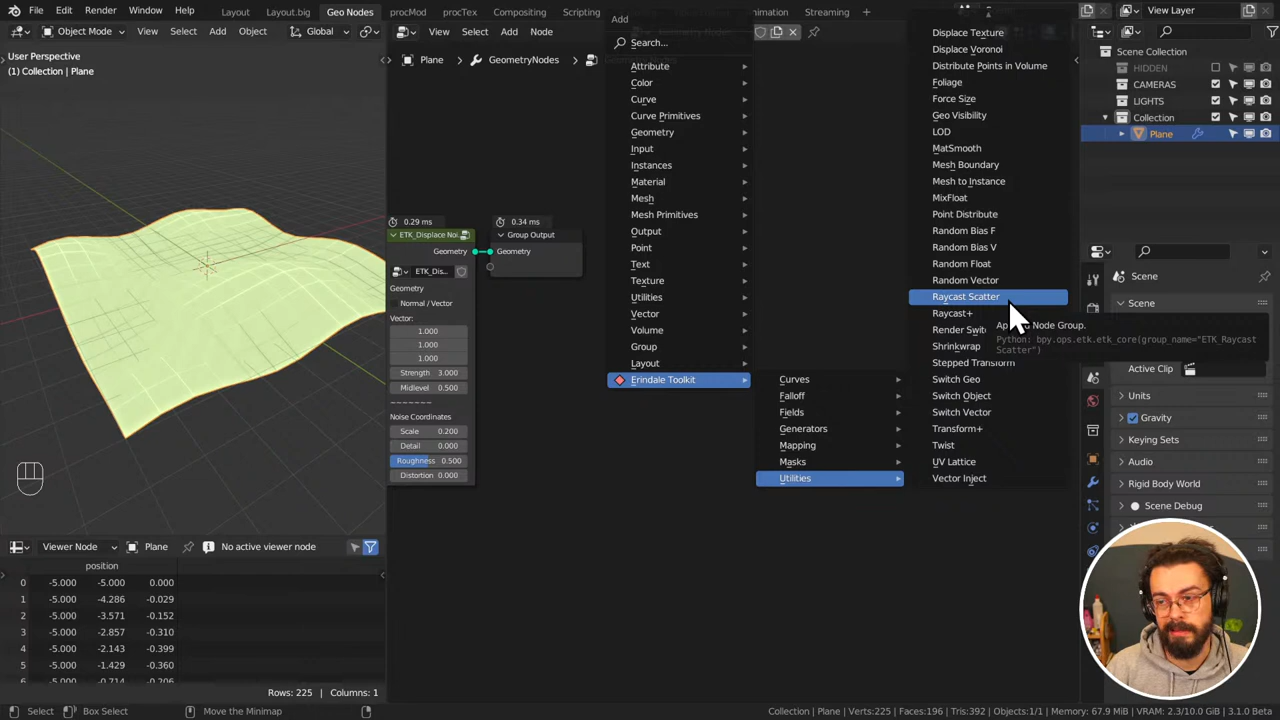 File Edit Render Window Help Layout Layout.big Geo Nodes procMod procTex Compositing Scripting nimation Streaming + View Layer
Object Mode View Select Add Object Global View Select Add Node
User Perspective
(1) Collection | Plane
Plane > GeometryNodes >
Add
Search...
Attribute
Color
Curve
Curve Primitives
Geometry
Input
Instances
Material
Mesh
Mesh Primitives
Output
Point
Text
Texture
Utilities
Vector
Volume
Group
Layout
Erindale Toolkit
Curves
Falloff
Fields
Generators
Mapping
Masks
Utilities
Displace Texture
Displace Voronoi
Distribute Points in Volume
Foliage
Force Size
Geo Visibility
LOD
MatSmooth
Mesh Boundary
Mesh to Instance
MixFloat
Point Distribute
Random Bias F
Random Bias V
Random Float
Random Vector
Raycast Scatter
Raycast+
Render Swit
Shrinkwrap
Stepped Transform
Switch Geo
Switch Object
Switch Vector
Transform+
Twist
UV Lattice
Vector Inject
Append Node Group.
Python: bpy.ops.etk.etk_core(group_name="ETK_Raycast
Scatter")
0.29 ms
ETK_Displace Noi
Geometry
ETK_Dis...
Geometry
Normal / Vector
Vector:
1.000
1.000
1.000
Strength 3.000
Midlevel 0.500
-------
Noise Coordinates
Scale 0.200
Detail 0.000
Roughness 0.500
Distortion 0.000
0.34 ms
Group Output
Geometry
Scene Collection
HIDDEN
CAMERAS
LIGHTS
Collection
Plane
Scene
Scene
Active Clip
Units
Gravity
Keying Sets
Audio
Rigid Body World
Scene Debug
Viewer Node Plane No active viewer node
position
0 -5.000 -5.000 0.000
1 -5.000 -4.286 -0.029
2 -5.000 -3.571 -0.152
3 -5.000 -2.857 -0.310
4 -5.000 -2.143 -0.399
5 -5.000 -1.429 -0.360
6 -5.000 -0.714 -0.206
Rows: 225 | Columns: 1
Select Box Select Move the Minimap Collection | Plane | Verts:225 | Faces:196 | Tris:392 | Objects:1/1 | Memory: 67.9 MiB | VRAM: 2.3/10.0 GiB | 3.1.0 Beta